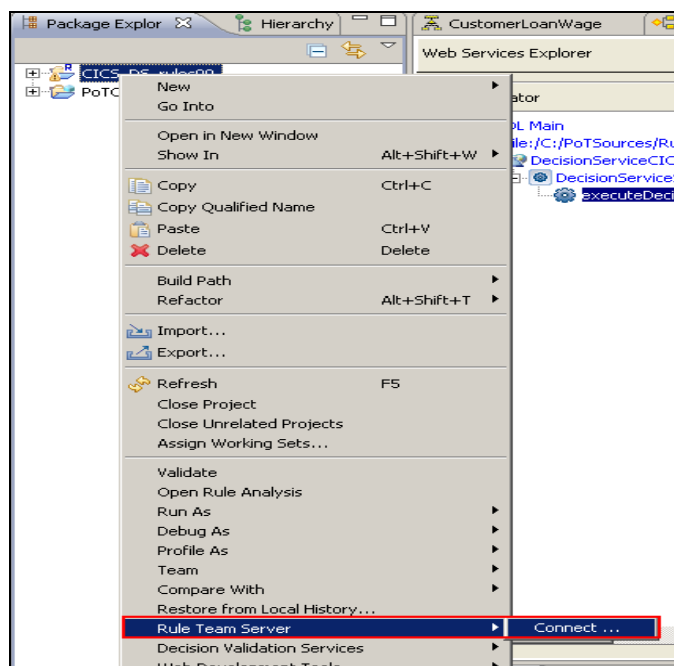 Package Explor
Hierarchy
CustomerLoanWage
Web Services Explorer
CICS_DS_rules99
PoTC
ator
DL Main
ile:/C:/PoTSources/Ru
DecisionServiceCIC
DecisionService
executeDeci
New
Go Into
Open in New Window
Show In Alt+Shift+W
Copy Ctrl+C
Copy Qualified Name
Paste Ctrl+V
Delete Delete
Build Path
Refactor Alt+Shift+T
Import...
Export...
Refresh F5
Close Project
Close Unrelated Projects
Assign Working Sets...
Validate
Open Rule Analysis
Run As
Debug As
Profile As
Team
Compare With
Restore from Local History...
Rule Team Server
Connect ...
Decision Validation Services